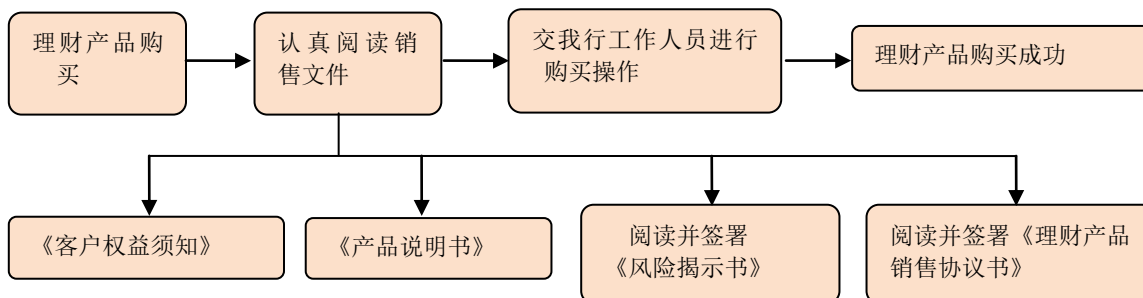 理财产品购
买
认真阅读销
售文件
交我行工作人员进行
购买操作
理财产品购买成功
《客户权益须知》
《产品说明书》
阅读并签署
《风险揭示书》
阅读并签署《理财产品
销售协议书》